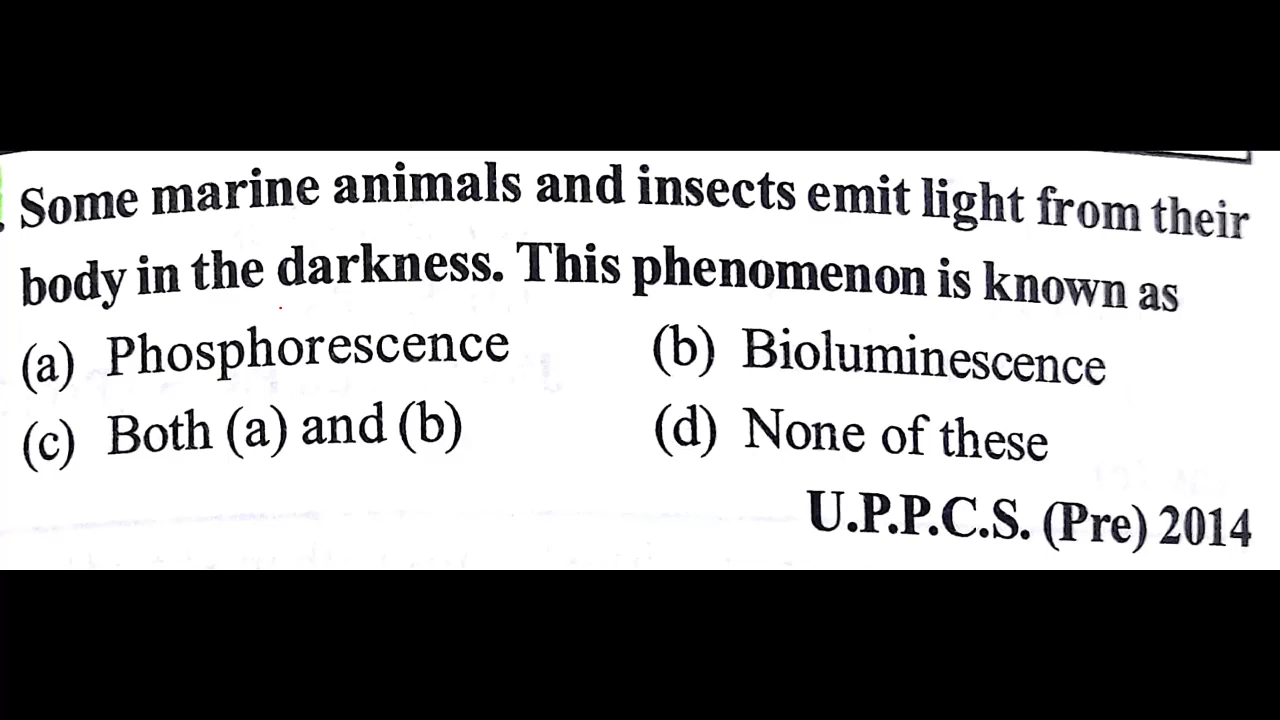 Some marine animals and insects emit light from their
body in the darkness. This phenomenon is known as
(a) Phosphorescence (b) Bioluminescence
(c) Both (a) and (b) (d) None of these
U.P.P.C.S. (Pre) 2014